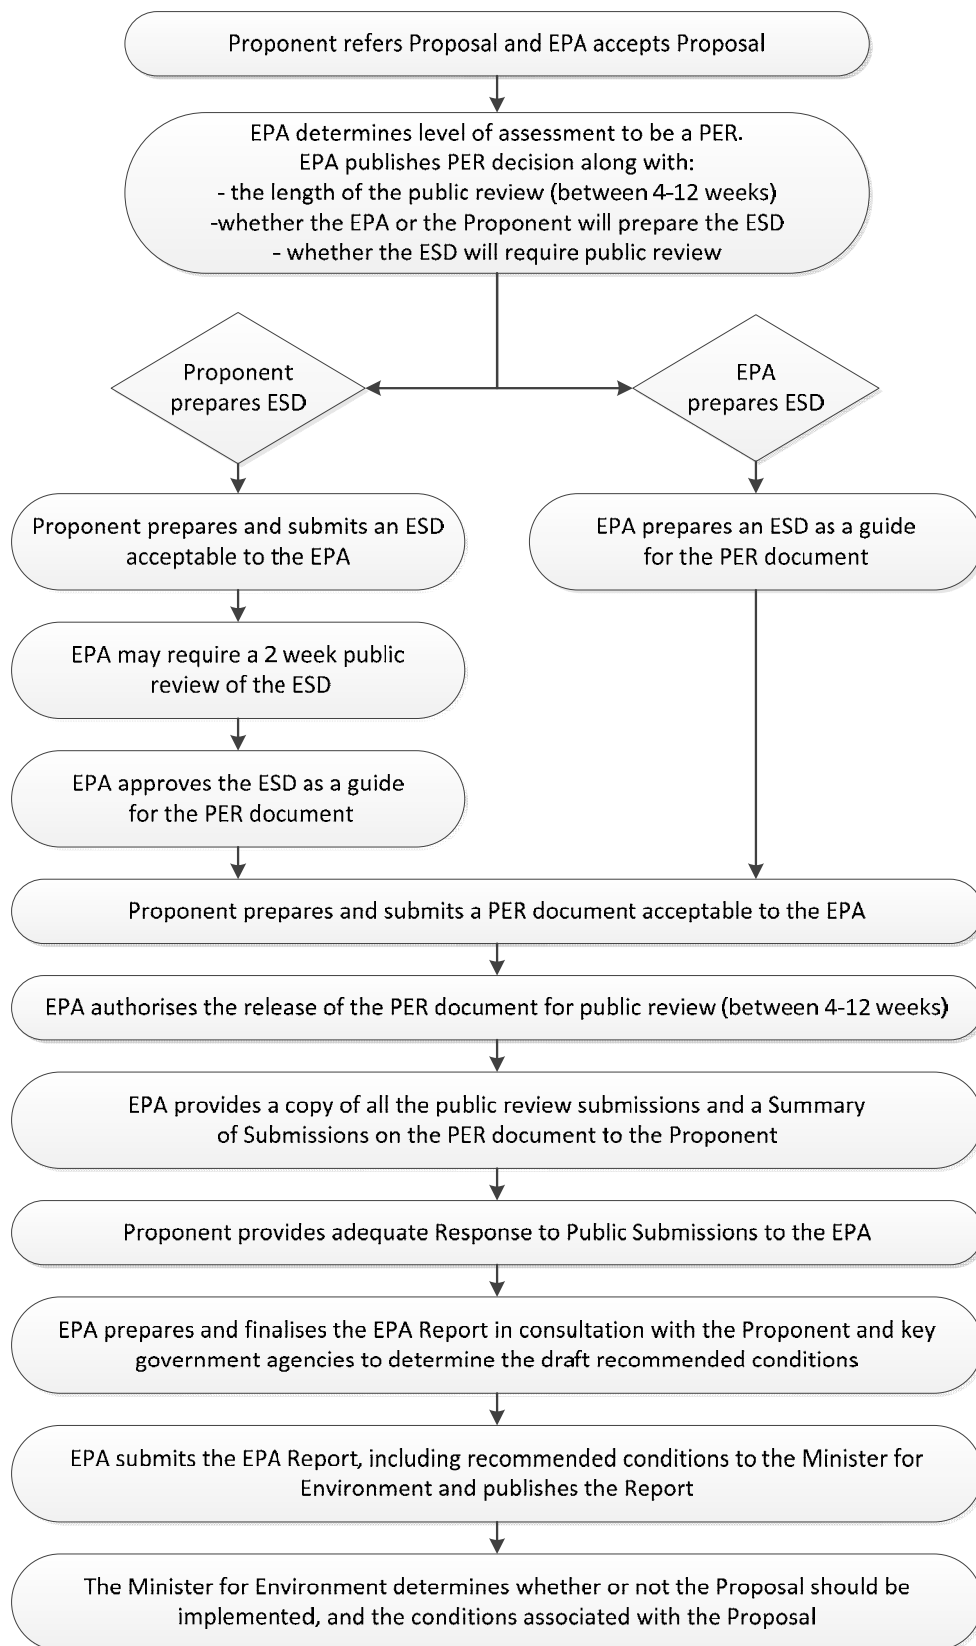 Proponent refers Proposal and EPA accepts Proposal
EPA determines level of assessment to be a PER.
EPA publishes PER decision along with:
- the length of the public review (between 4-12 weeks)
-whether the EPA or the Proponent will prepare the ESD
- whether the ESD will require public review
Proponent
prepares ESD
EPA
prepares ESD
Proponent prepares and submits an ESD
acceptable to the EPA
EPA prepares an ESD as a guide
for the PER document
EPA may require a 2 week public
review of the ESD
EPA approves the ESD as a guide
for the PER document
Proponent prepares and submits a PER document acceptable to the EPA
EPA authorises the release of the PER document for public review (between 4-12 weeks)
EPA provides a copy of all the public review submissions and a Summary
of Submissions on the PER document to the Proponent
Proponent provides adequate Response to Public Submissions to the EPA
EPA prepares and finalises the EPA Report in consultation with the Proponent and key
government agencies to determine the draft recommended conditions
EPA submits the EPA Report, including recommended conditions to the Minister for
Environment and publishes the Report
The Minister for Environment determines whether or not the Proposal should be
implemented, and the conditions associated with the Proposal